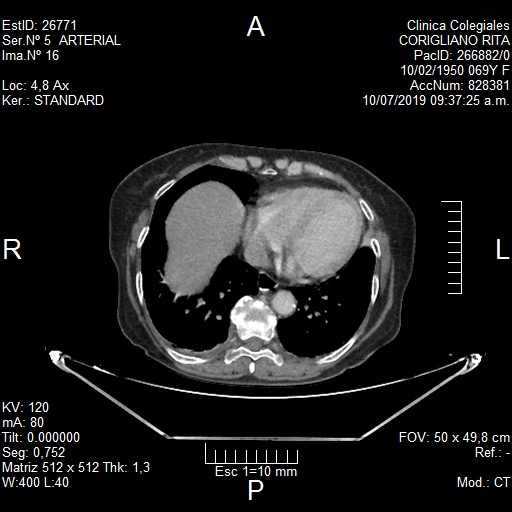 EstID: 26771
Ser.Nº 5 ARTERIAL
Ima.Nº 16
Loc: 4,8 Ax
Ker.: STANDARD
A
Clinica Colegiales
CORIGLIANO RITA
PacID: 266882/0
10/02/1950 069Y F
AccNum: 828381
10/07/2019 09:37:25 a.m.
R
L
KV: 120
mA: 80
Tilt: 0.000000
Seg: 0,752
Matriz 512 x 512 Thk: 1,3
W:400 L:40
Esc 1=10 mm
P
FOV: 50 x 49,8 cm
Ref.: -
Mod.: CT